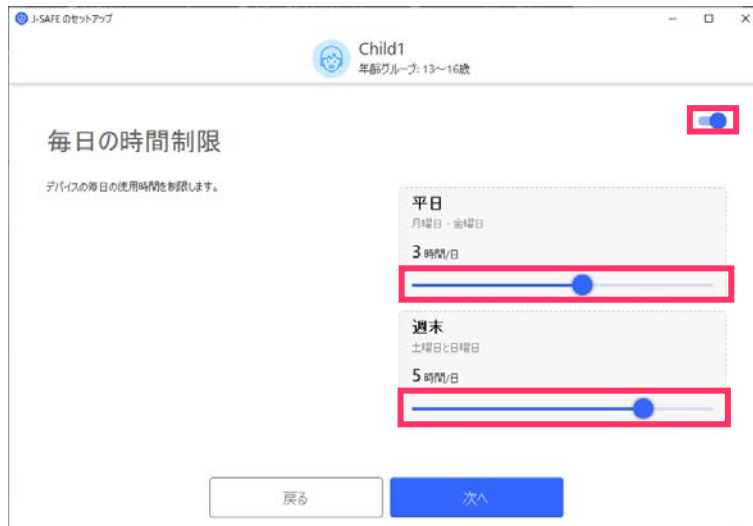 J-SAFE のセットアップ
Child1
年齢グループ: 13～16歳
毎日の時間制限
デバイスの毎日の使用時間を制限します。
平日
月曜日 - 金曜日
3 時間/日
週末
土曜日と日曜日
5 時間/日
戻る
次へ